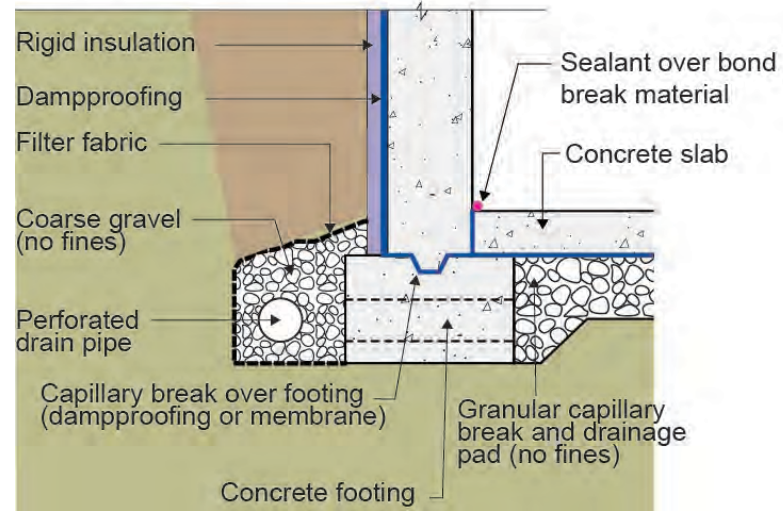 Rigid insulation
Dampproofing
Filter fabric
Coarse gravel
(no fines)
Perforated
drain pipe
Capillary break over footing
(dampproofing or membrane)
Concrete footing
Sealant over bond
break material
Concrete slab
Granular capillary
break and drainage
pad (no fines)